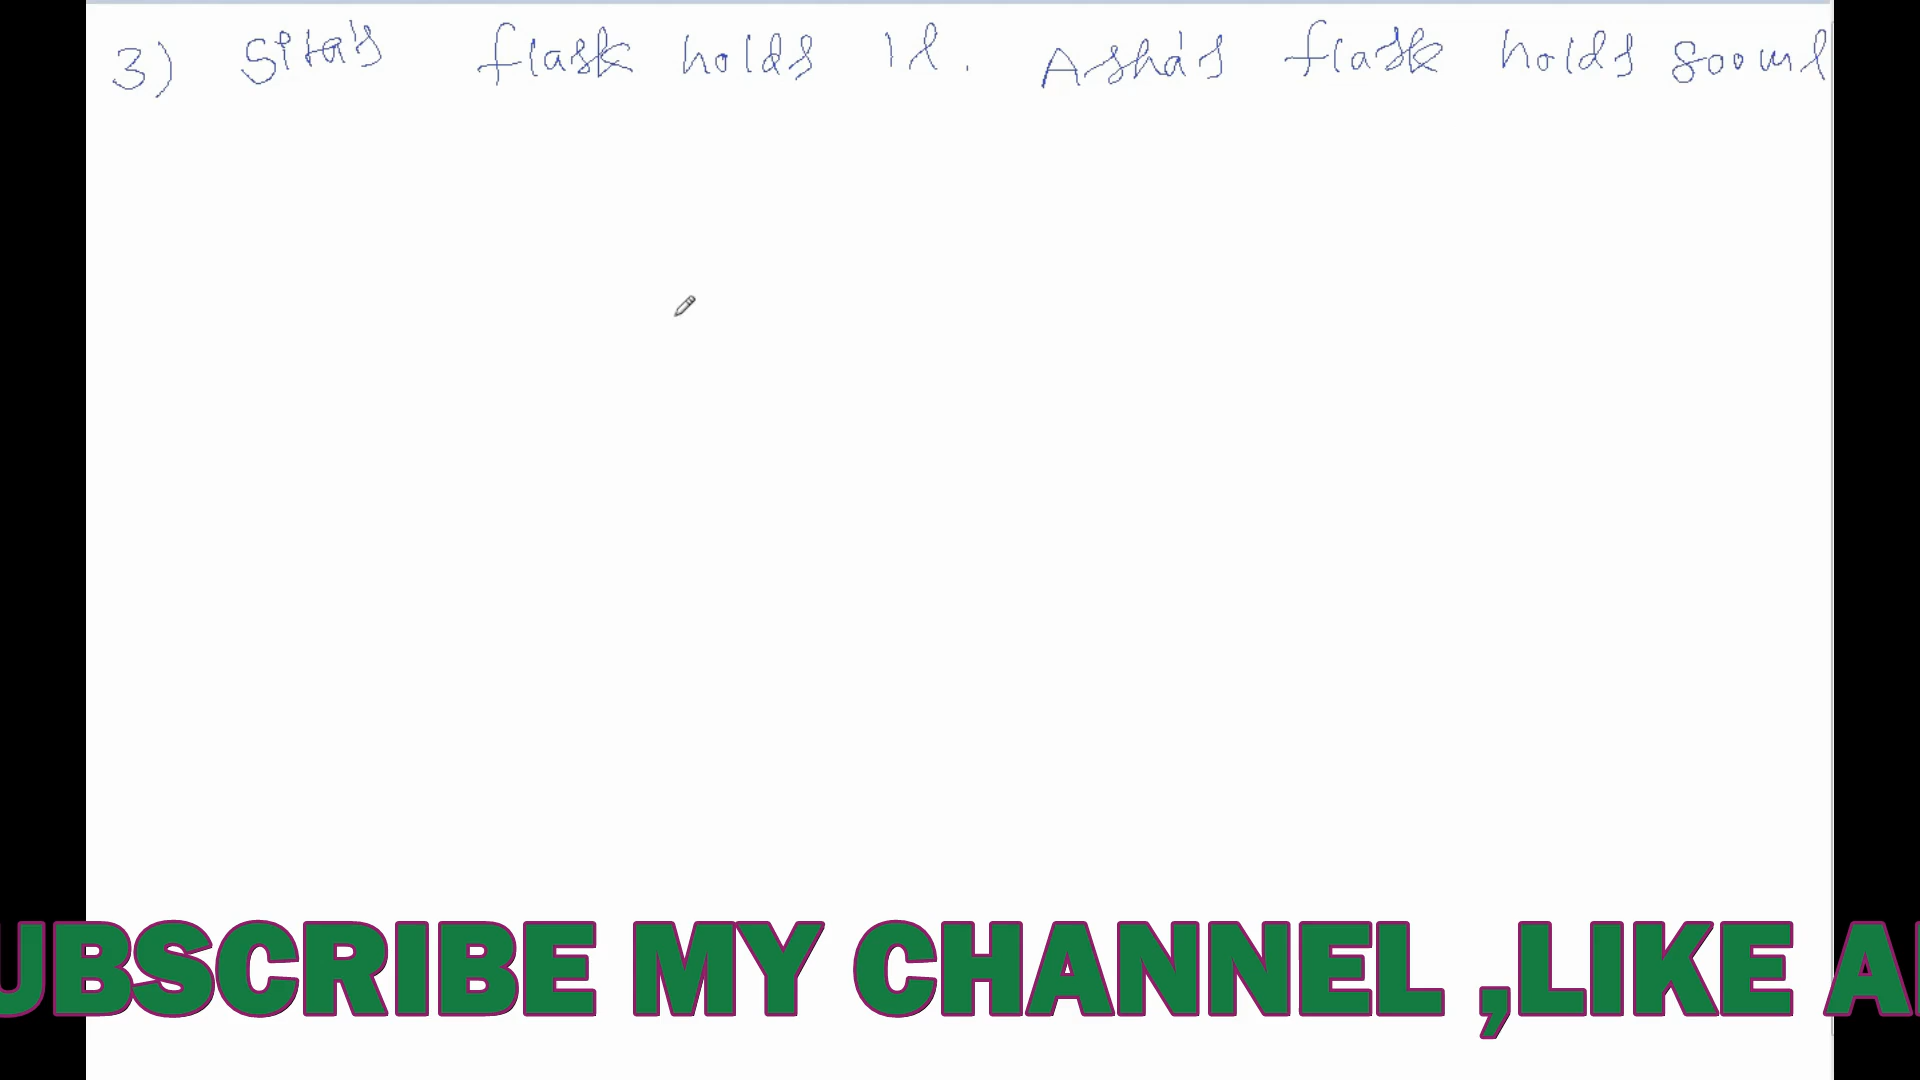 3) Sita's flask holds 1l. Asha's flask holds 800ml
UBSCRIBE MY CHANNEL ,LIKE A